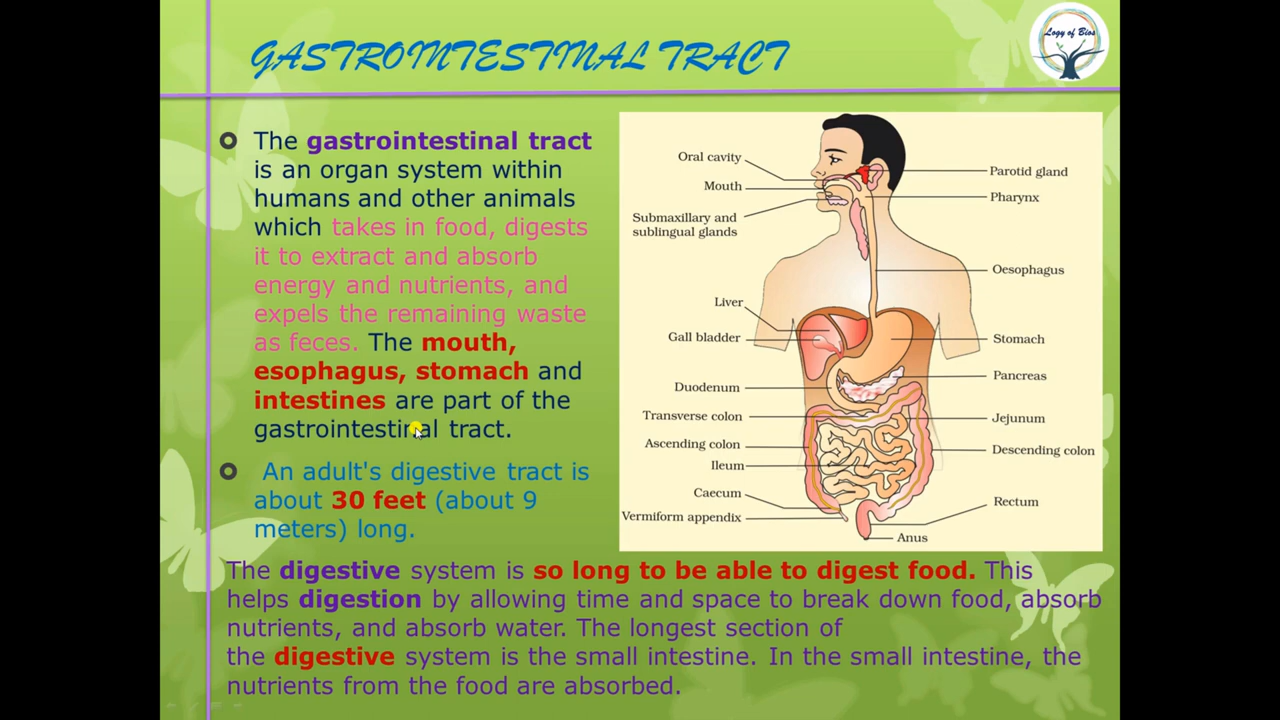 GASTROINTESTINAL TRACT
Logy of Bios
The gastrointestinal tract
is an organ system within
humans and other animals
which takes in food, digests
it to extract and absorb
energy and nutrients, and
expels the remaining waste
as feces. The mouth,
esophagus, stomach and
intestines are part of the
gastrointestinal tract.
An adult's digestive tract is
about 30 feet (about 9
meters) long.
Oral cavity
Mouth
Submaxillary and
sublingual glands
Liver
Gall bladder
Duodenum
Transverse colon
Ascending colon
Ileum
Caecum
Vermiform appendix
Parotid gland
Pharynx
Oesophagus
Stomach
Pancreas
Jejunum
Descending colon
Rectum
Anus
The digestive system is so long to be able to digest food. This
helps digestion by allowing time and space to break down food, absorb
nutrients, and absorb water. The longest section of
the digestive system is the small intestine. In the small intestine, the
nutrients from the food are absorbed.